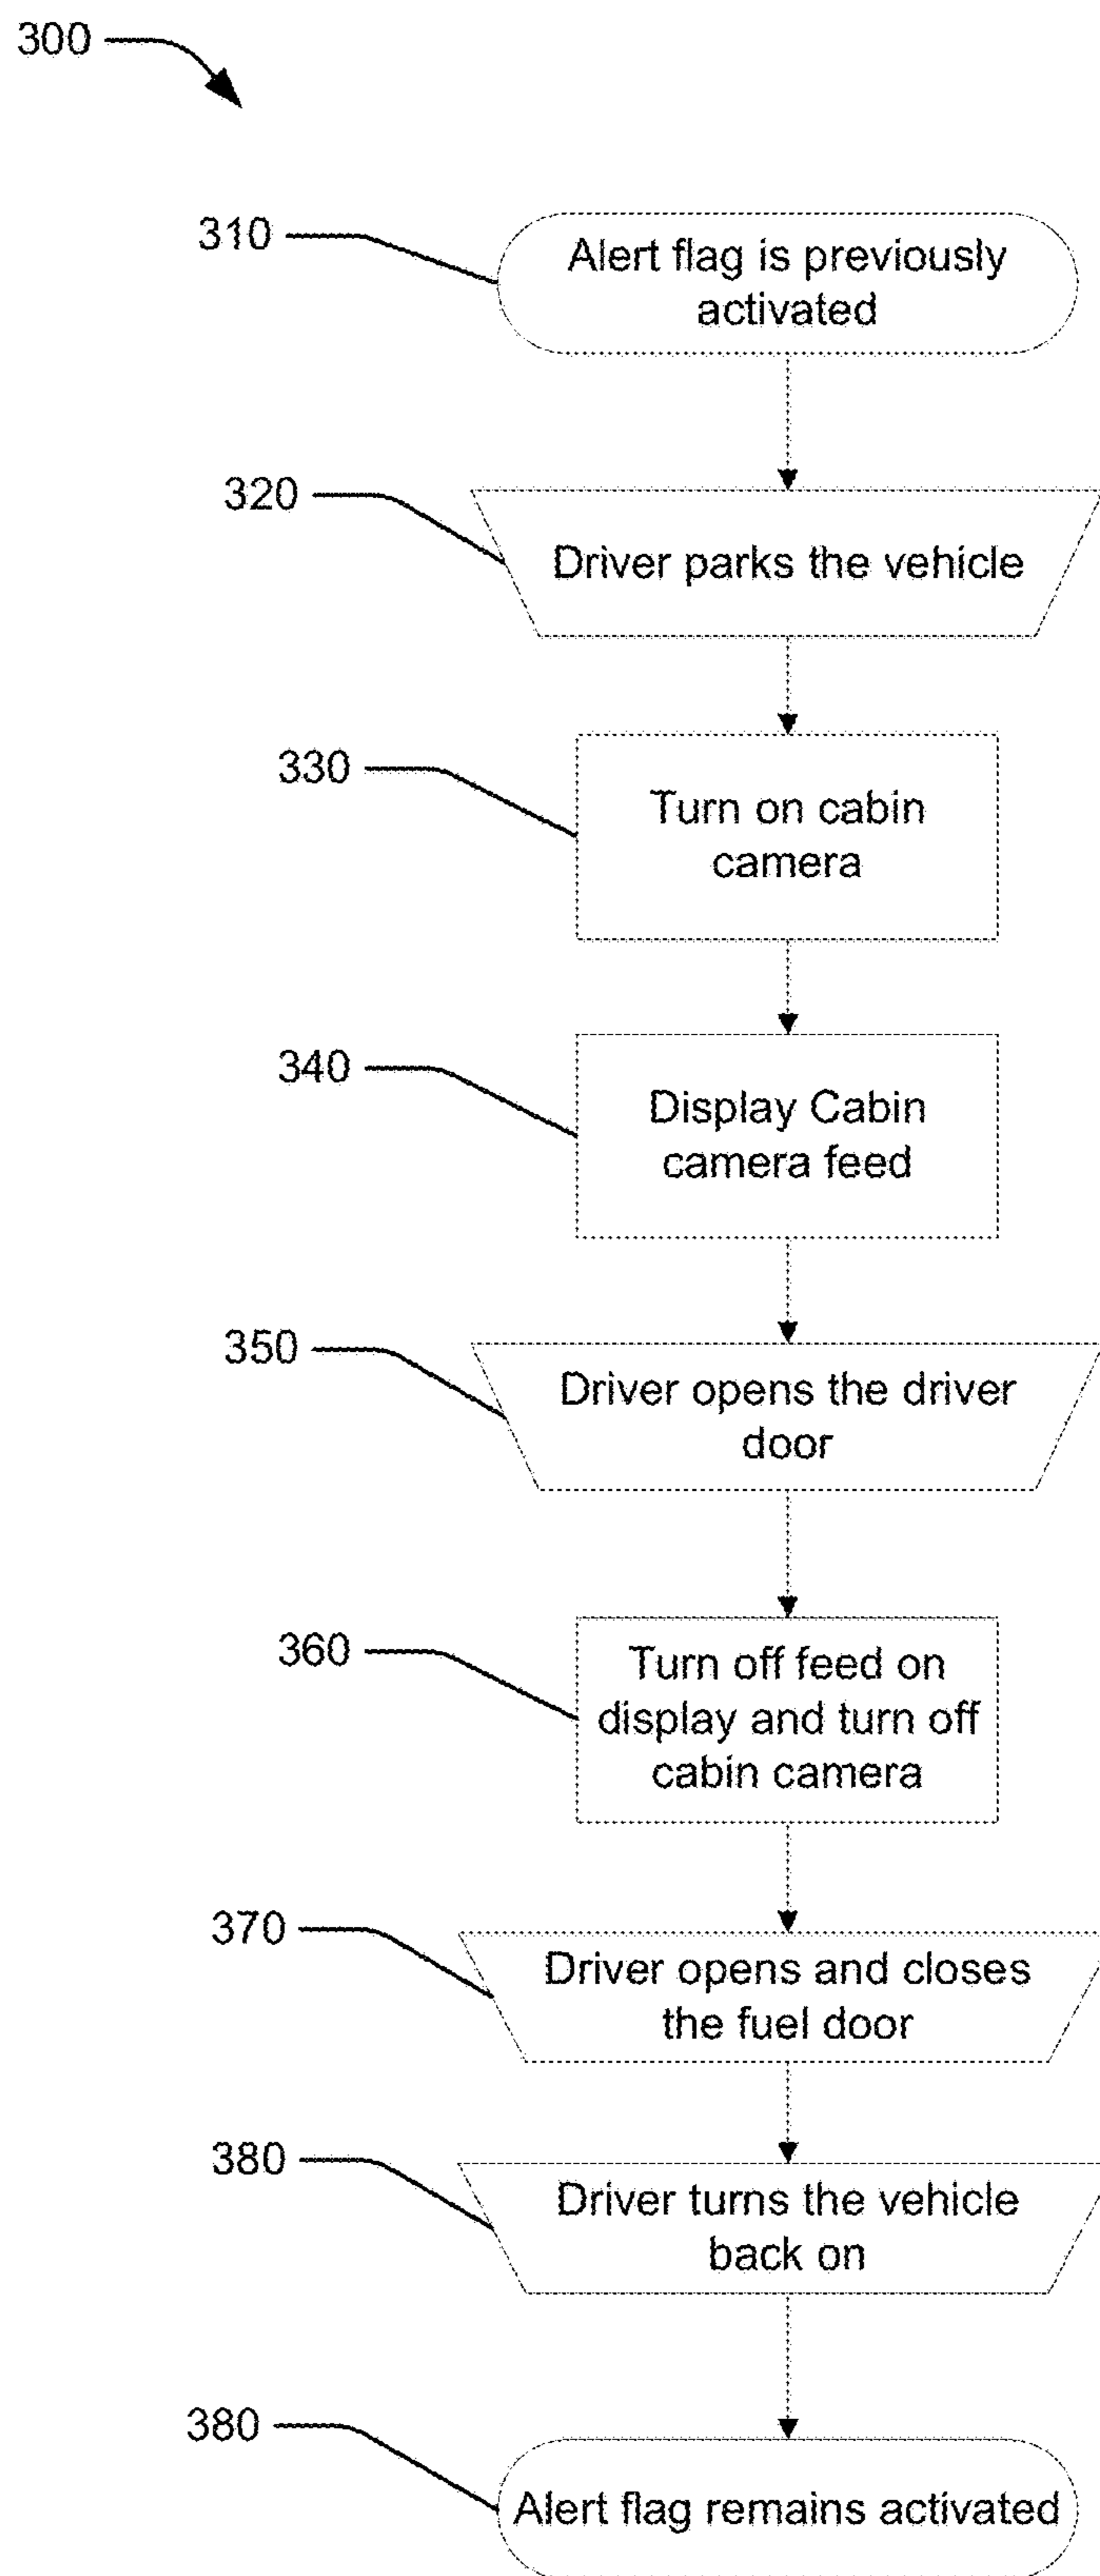 300
310
Alert flag is previously
activated
320
Driver parks the vehicle
330
Turn on cabin
camera
340
Display Cabin
camera feed
350
Driver opens the driver
door
360
Turn off feed on
display and turn off
cabin camera
370
Driver opens and closes
the fuel door
380
Driver turns the vehicle
back on
380
Alert flag remains activated